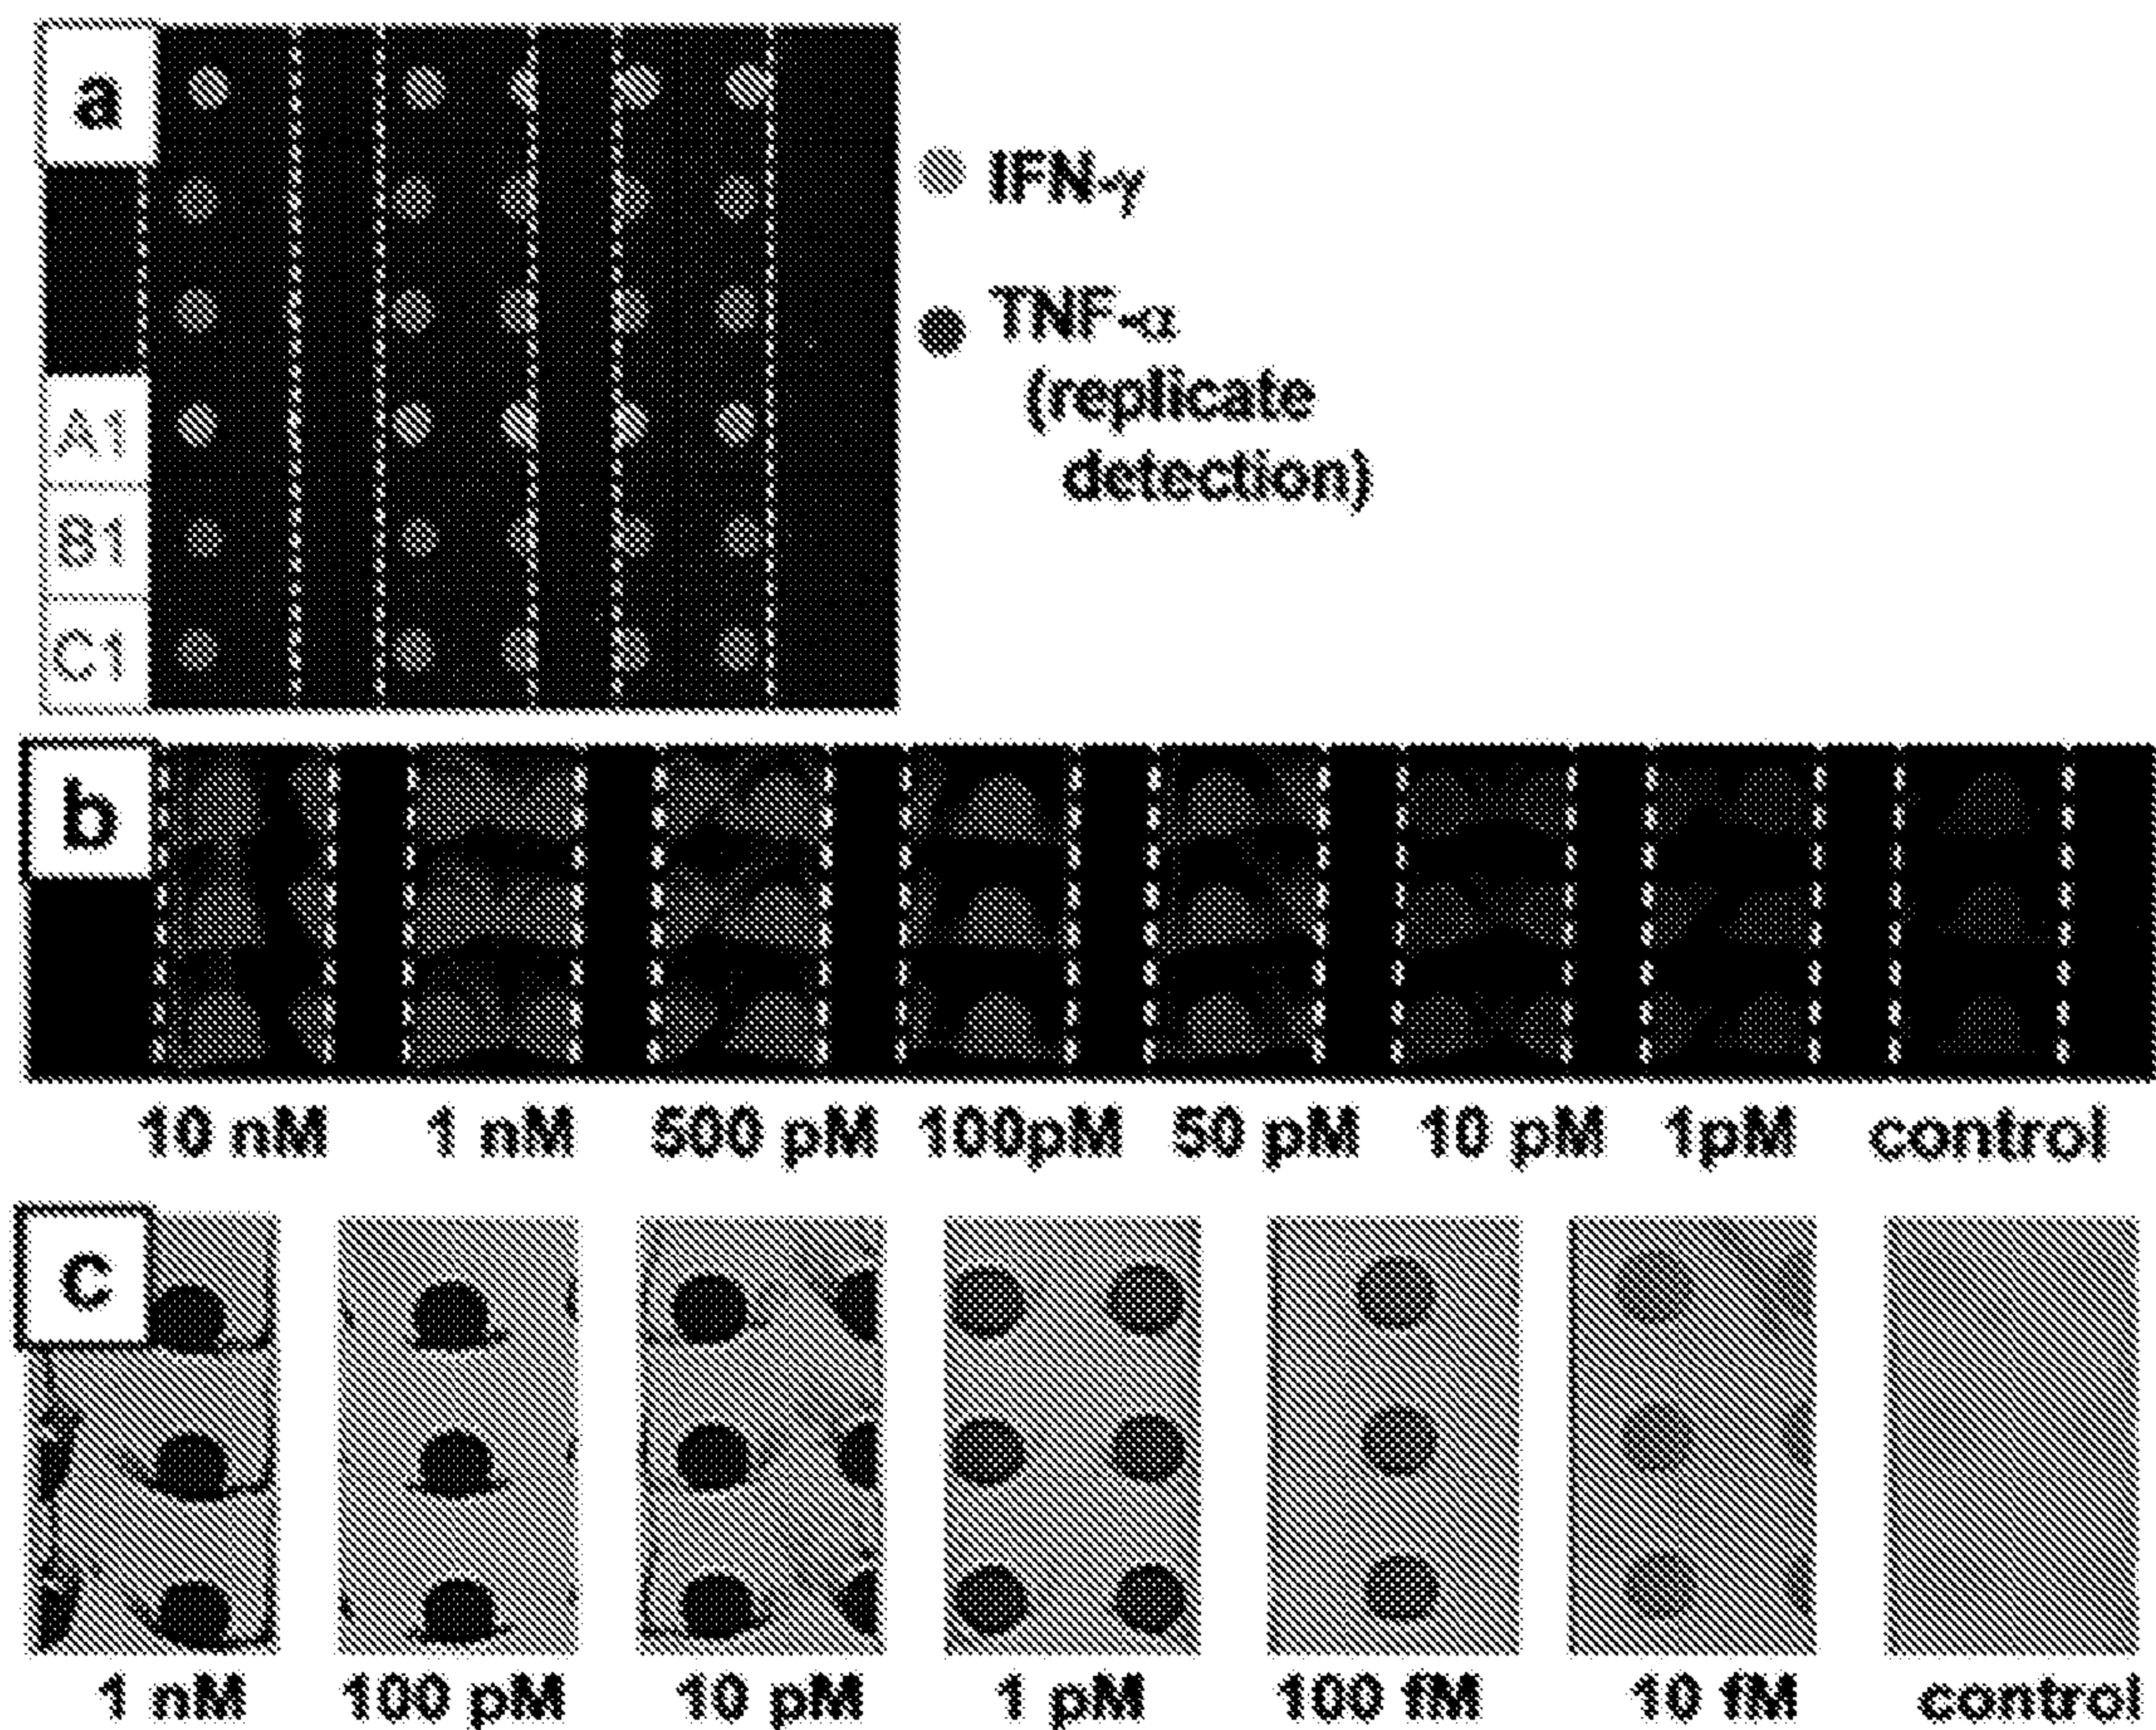 a
IFN-γ
TNF-α
(replicate
detection)
A1
B1
C1
b
10 nM 1 nM 500 pM 100pM 50 pM 10 pM 1pM control
c
1 nM 100 pM 10 pM 1 pM 100 fM 10 fM control